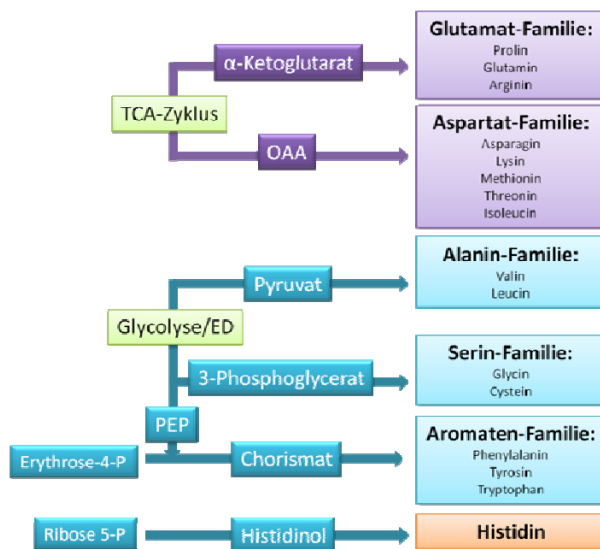 α-Ketoglutarat
TCA-Zyklus
OAA
Glutamat-Familie:
Prolin
Glutamin
Arginin
Aspartat-Familie:
Asparagin
Lysin
Methionin
Threonin
Isoleucin
Pyruvat
Glycolyse/ED
Alanin-Familie:
Valin
Leucin
3-Phosphoglycerat
Serin-Familie:
Glycin
Cystein
PEP
Erythrose-4-P
Chorismat
Aromaten-Familie:
Phenylalanin
Tyrosin
Tryptophan
Ribose 5-P
Histidinol
Histidin